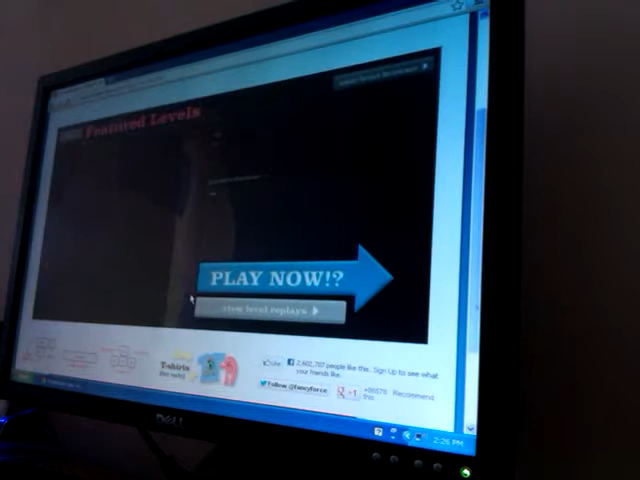 Featured Levels
PLAY NOW!?
view level replays
T-shirts
Like
2,602,707 people like this. Sign Up to see what
your friends like.
Follow @fancyforce
+1
Recommend
this
DELL
2:26 PM